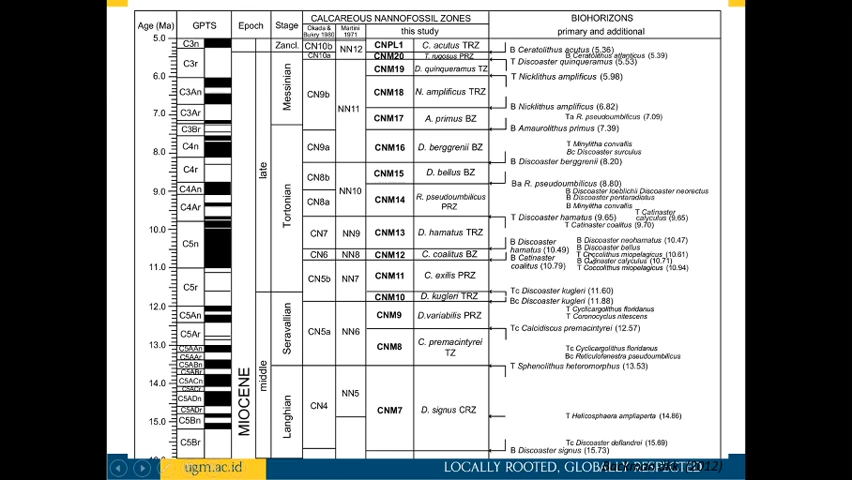 CALCAREOUS NANNOFOSSIL ZONES
BIOHORIZONS
Age (Ma) GPTS Epoch Stage
Okada & Bukry 1980
Martini 1971
this study
primary and additional
5.0 C3n Zancl. CN10b NN12 CNPL1 C. acutus TRZ B Ceratolithus acutus (5.36)
CN10a CNM20 T. rugosus PRZ B Ceratolithus atlanticus (5.39)
C3r CNM19 D. quinqueramus TZ T Discoaster quinqueramus (5.53)
6.0 T Nicklithus amplificus (5.98)
C3An Messinian CN9b CNM18 N. amplificus TRZ
NN11 B Nicklithus amplificus (6.82)
7.0 C3Ar CNM17 A. primus BZ Ta R. pseudoumbilicus (7.09)
C3Br B Amaurolithus primus (7.39)
C4n CN9a CNM16 D. berggrenii BZ T Minylitha convallis
8.0 Bc Discoaster surculus
C4r late B Discoaster berggrenii (8.20)
CN8b CNM15 D. bellus BZ
Ba R. pseudoumbilicus (8.80)
9.0 C4An NN10 B Discoaster loeblichii Discoaster neorectus
C4Ar Tortonian CN8a CNM14 R. pseudoumbilicus PRZ B Discoaster pentaradiatus
B Minylitha convallis
T Discoaster hamatus (9.65) T Catinaster calyculus (9.65)
T Catinaster coalitus (9.70)
10.0 CN7 NN9 CNM13 D. hamatus TRZ
C5n B Discoaster hamatus (10.49) B Discoaster neohamatus (10.47)
B Discoaster bellus
CN6 NN8 CNM12 C. coalitus BZ B Catinaster coalitus (10.79) T Coccolithus miopelagicus (10.61)
B Catinaster calyculus (10.71)
11.0 T Coccolithus miopelagicus (10.94)
CN5b NN7 CNM11 C. exilis PRZ
C5r CNM10 D. kugleri TRZ Tc Discoaster kugleri (11.60)
12.0 Bc Discoaster kugleri (11.88)
C5An CNM9 D.variabilis PRZ T Cyclicargolithus floridanus
T Coronocyclus nitescens
C5Ar Serravallian CN5a NN6 Tc Calcidiscus premacintyrei (12.57)
13.0 C5AAn CNM8 C. premacintyrei TZ Tc Cyclicargolithus floridanus
C5AAr Bc Reticulofenestra pseudoumbilicus
C5ABn T Sphenolithus heteromorphus (13.53)
C5ABr
C5ACn middle
14.0 C5ACr
C5ADn MIOCENE Langhian CN4 NN5 CNM7 D. signus CRZ
C5ADr T Helicosphaera ampliaperta (14.86)
15.0 C5Bn
C5Br Tc Discoaster deflandrei (15.69)
B Discoaster signus (15.73)
ugm.ac.id LOCALLY ROOTED, GLOBALLY RESPECTED